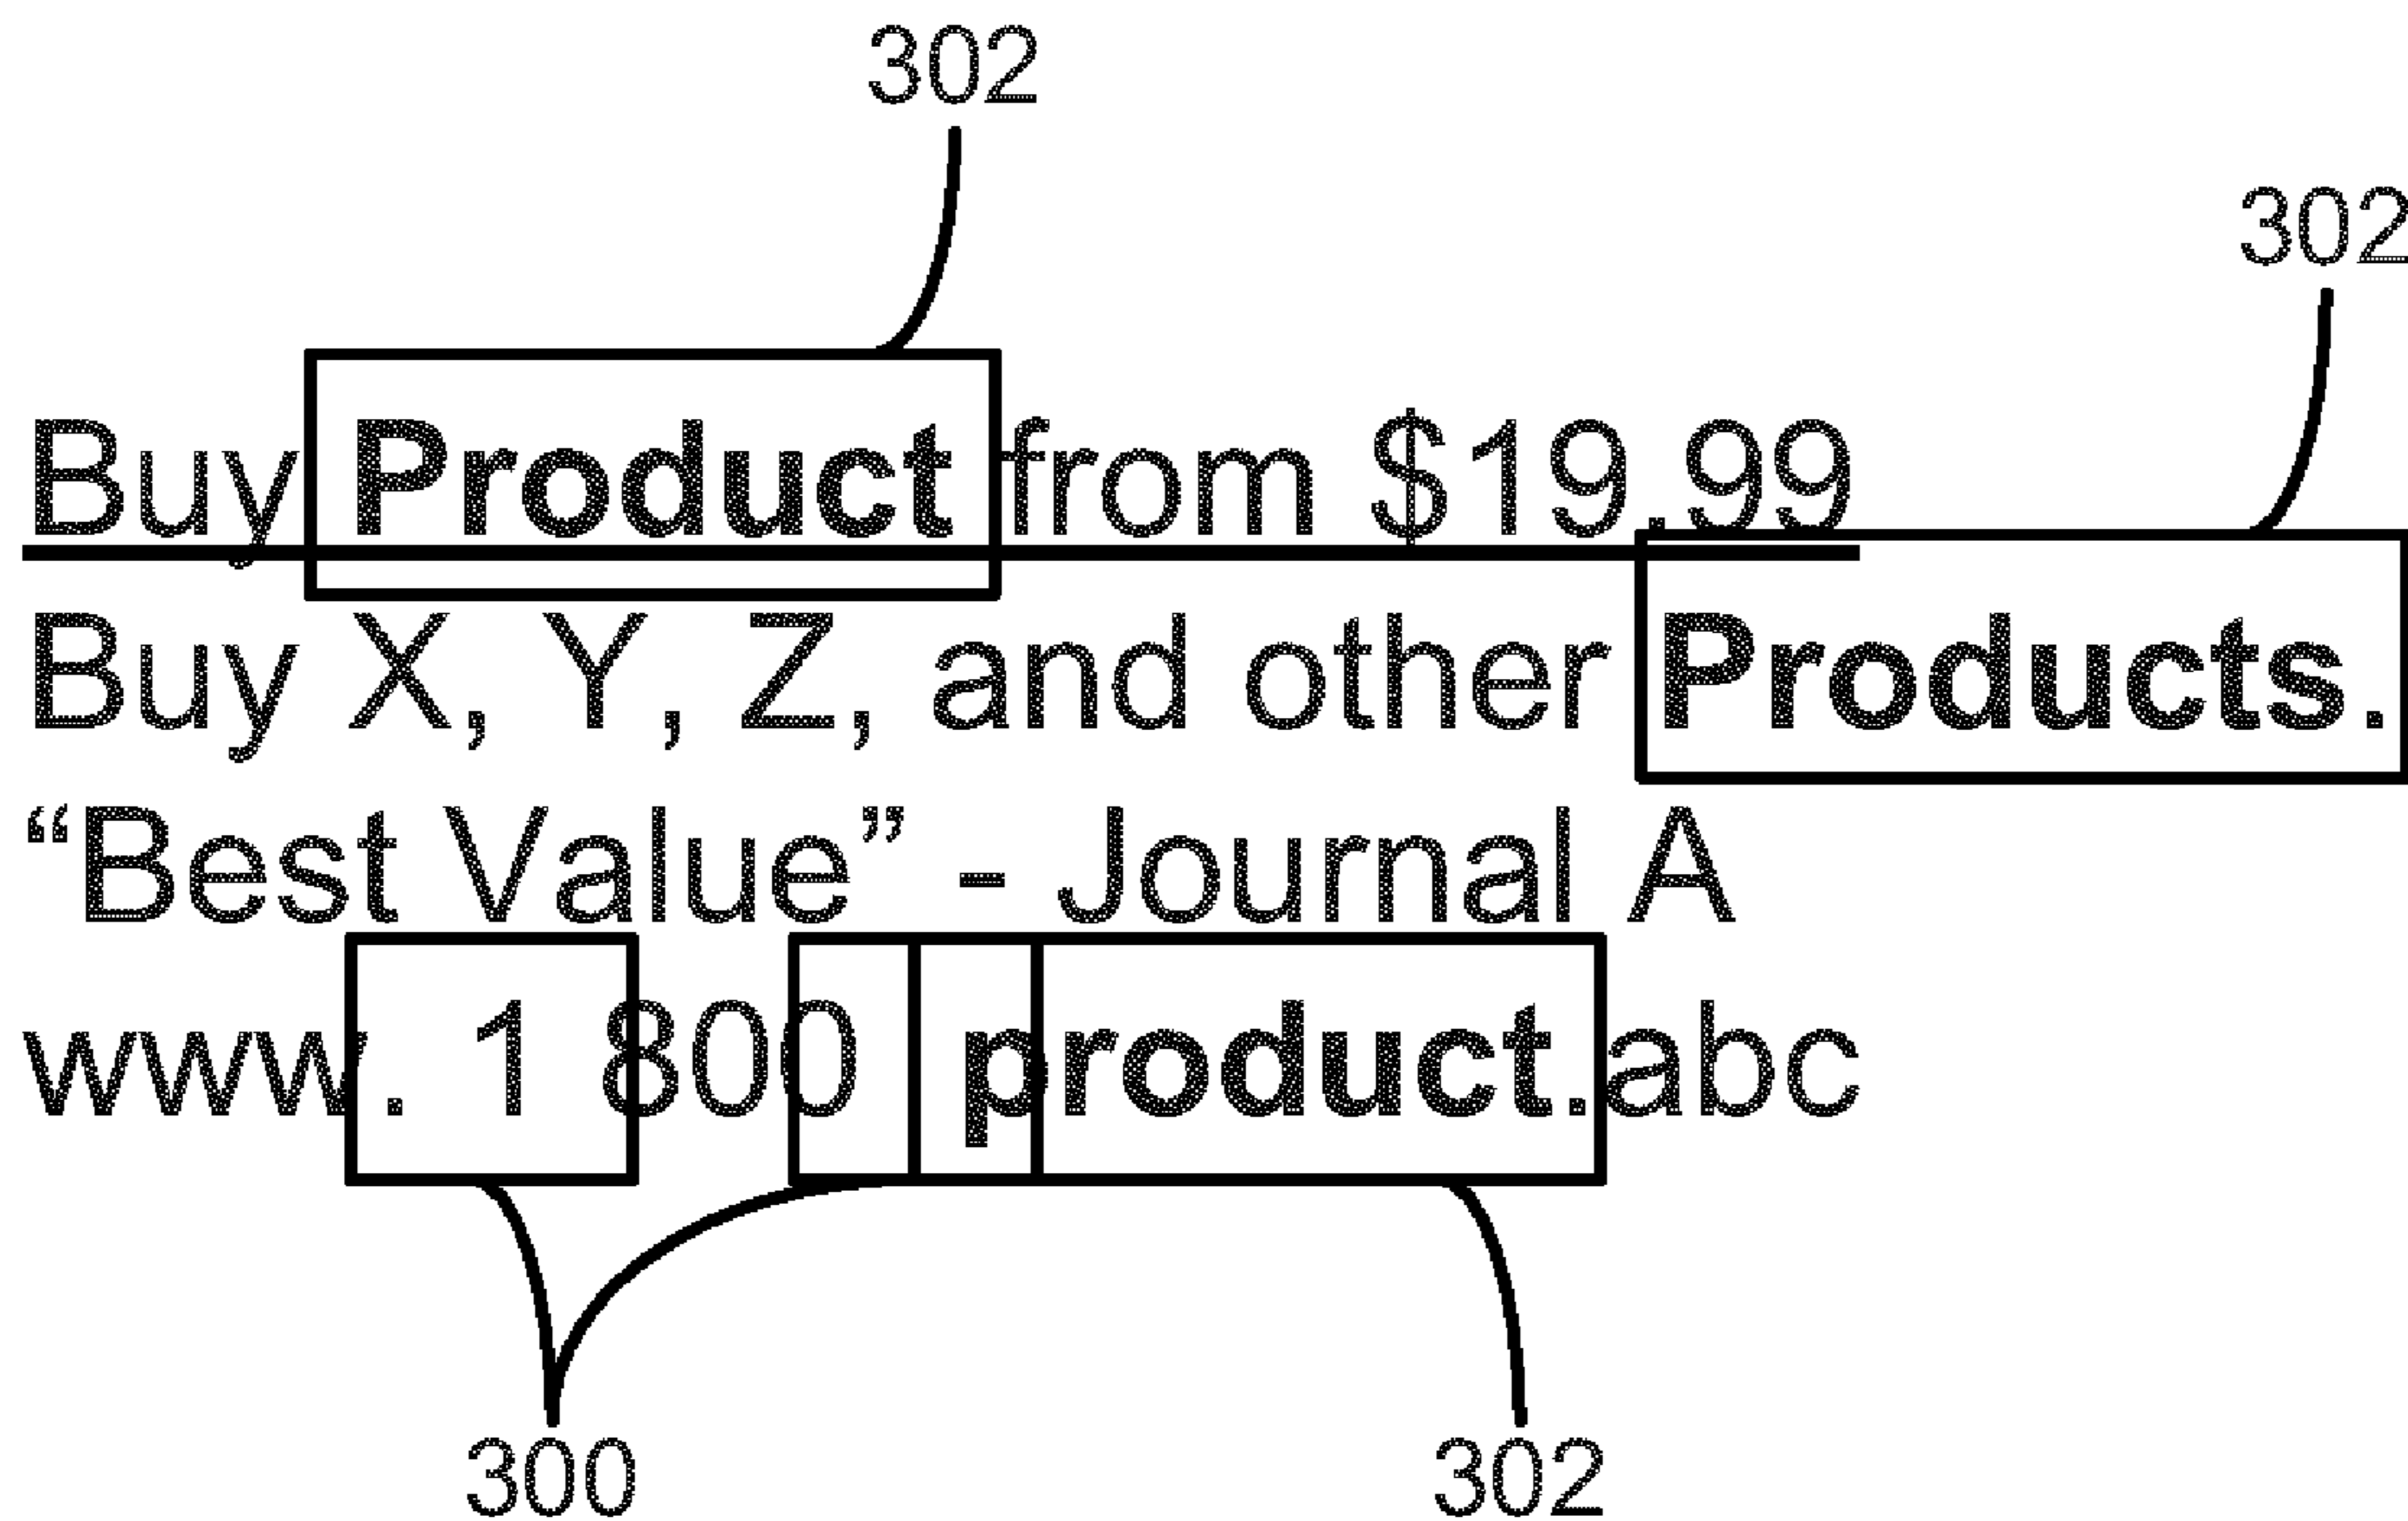 302
302
Buy Product from $19.99
Buy X, Y, Z, and other Products.
“Best Value” - Journal A
www. 1 800 product.abc
300 302